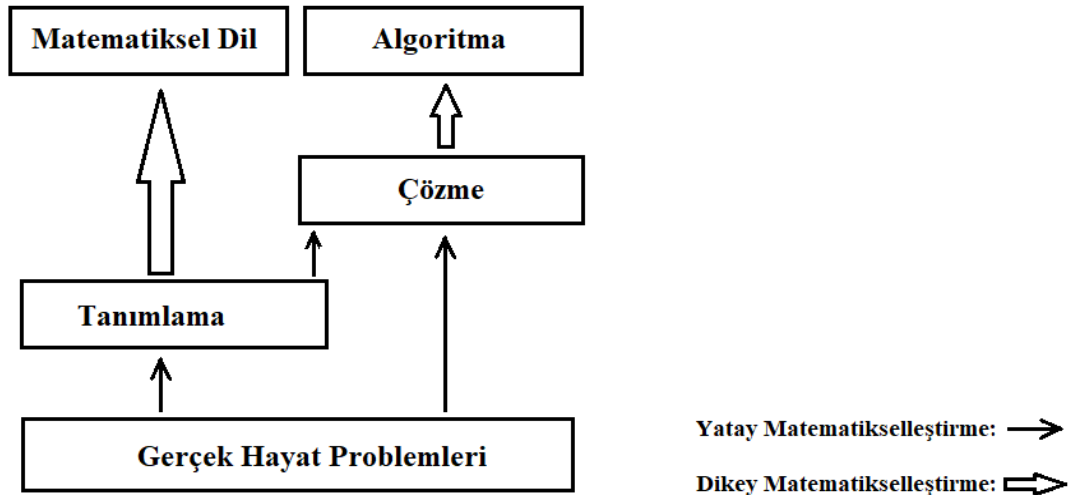 Matematiksel Dil
Algoritma
Çözme
Tanımlama
Gerçek Hayat Problemleri
Yatay Matematikselleştirme:
Dikey Matematikselleştirme: